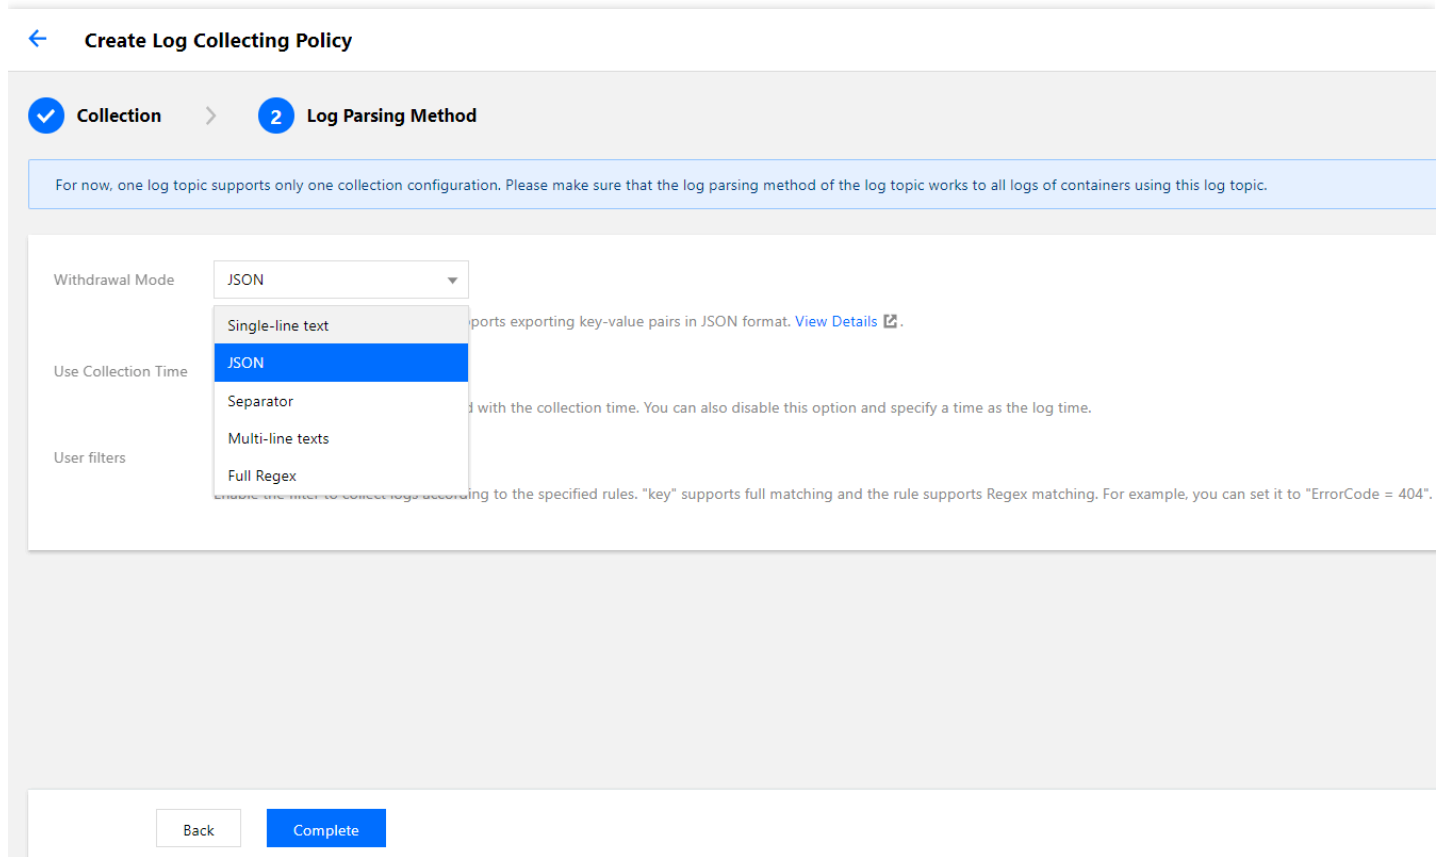 Create Log Collecting Policy
Collection
2 Log Parsing Method
For now, one log topic supports only one collection configuration. Please make sure that the log parsing method of the log topic works to all logs of containers using this log topic.
Withdrawal Mode
JSON
Single-line text
JSON
Separator
Multi-line texts
Full Regex
exporting key-value pairs in JSON format. View Details .
Use Collection Time
with the collection time. You can also disable this option and specify a time as the log time.
User filters
to the specified rules. "key" supports full matching and the rule supports Regex matching. For example, you can set it to "ErrorCode = 404".
Back
Complete